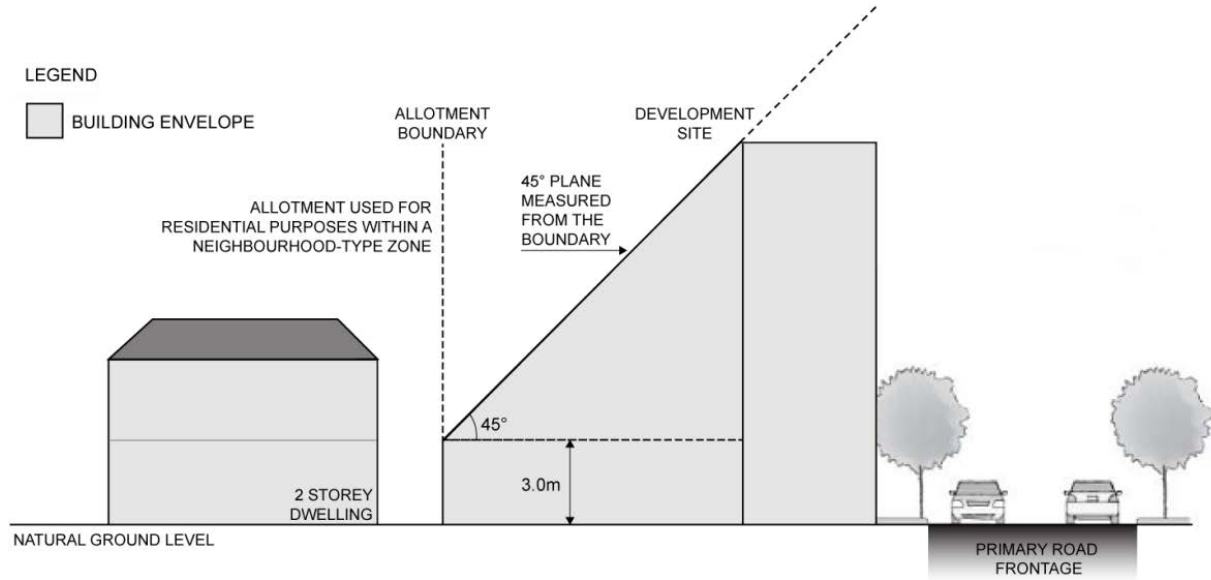 LEGEND
BUILDING ENVELOPE
ALLOTMENT
BOUNDARY
DEVELOPMENT
SITE
ALLOTMENT USED FOR
RESIDENTIAL PURPOSES WITHIN A
NEIGHBOURHOOD-TYPE ZONE
45° PLANE
MEASURED
FROM THE
BOUNDARY
45°
3.0m
2 STOREY
DWELLING
NATURAL GROUND LEVEL
PRIMARY ROAD
FRONTAGE